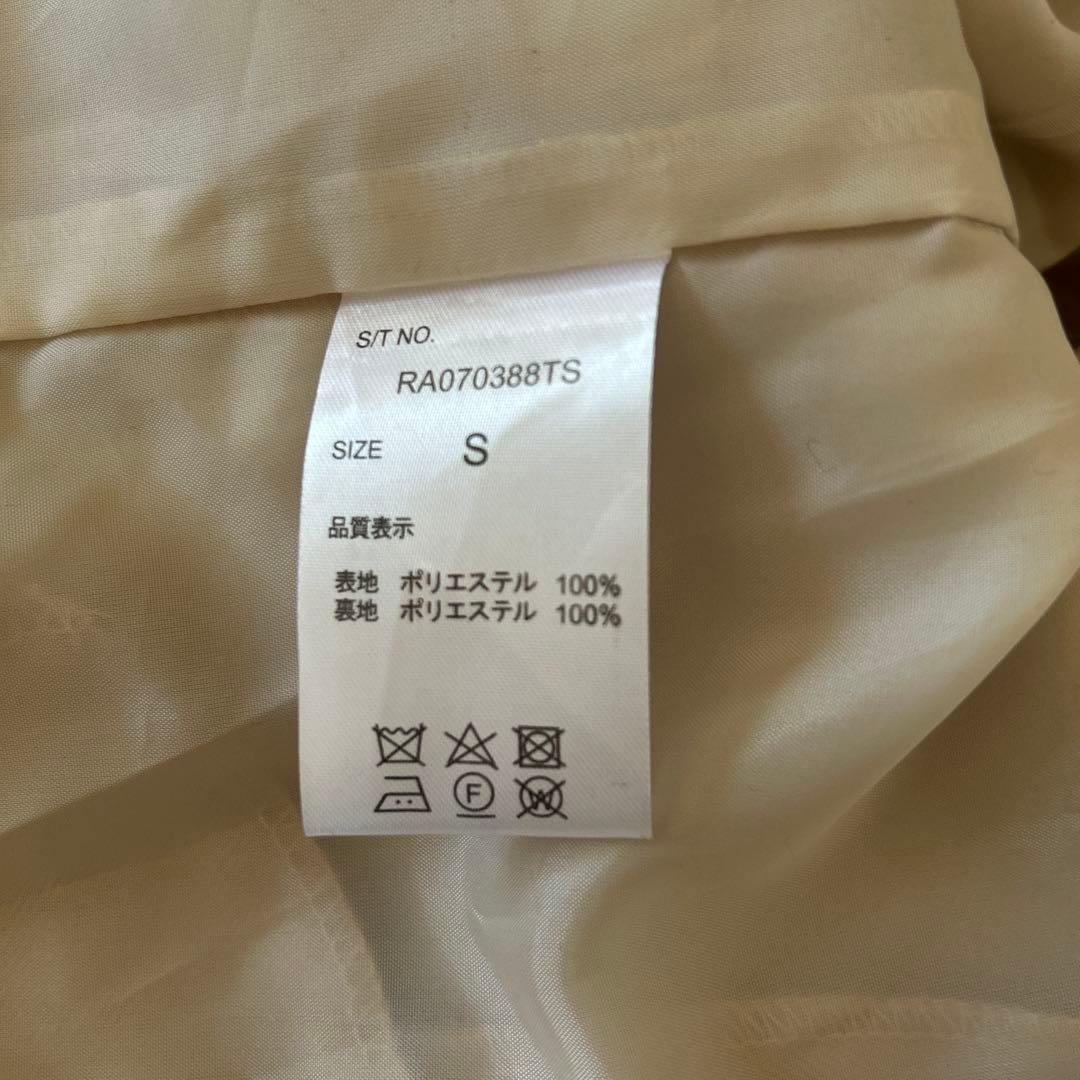 S/T NO.
RA070388TS
SIZE S
品質表示
表地 ポリエステル 100%
裏地 ポリエステル 100%
F W